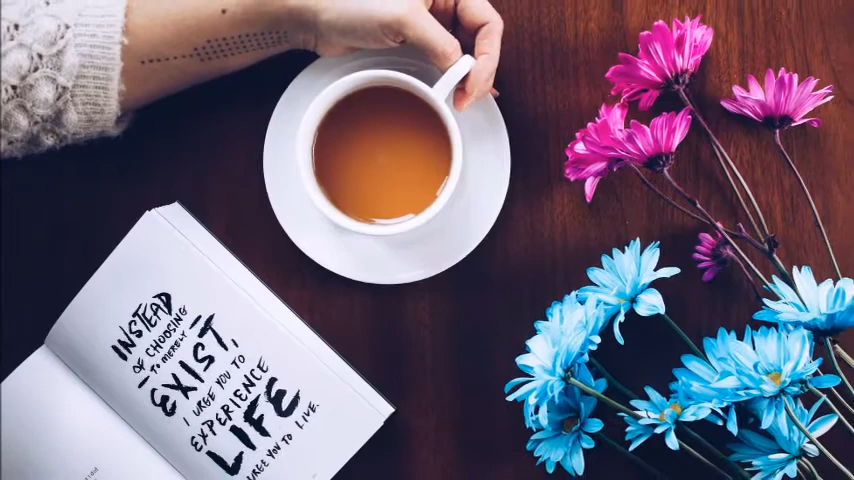 INSTEAD
OF CHOOSING
- TO MERELY -
EXIST,
I URGE YOU TO
EXPERIENCE
LIFE
URGE YOU TO LIVE.